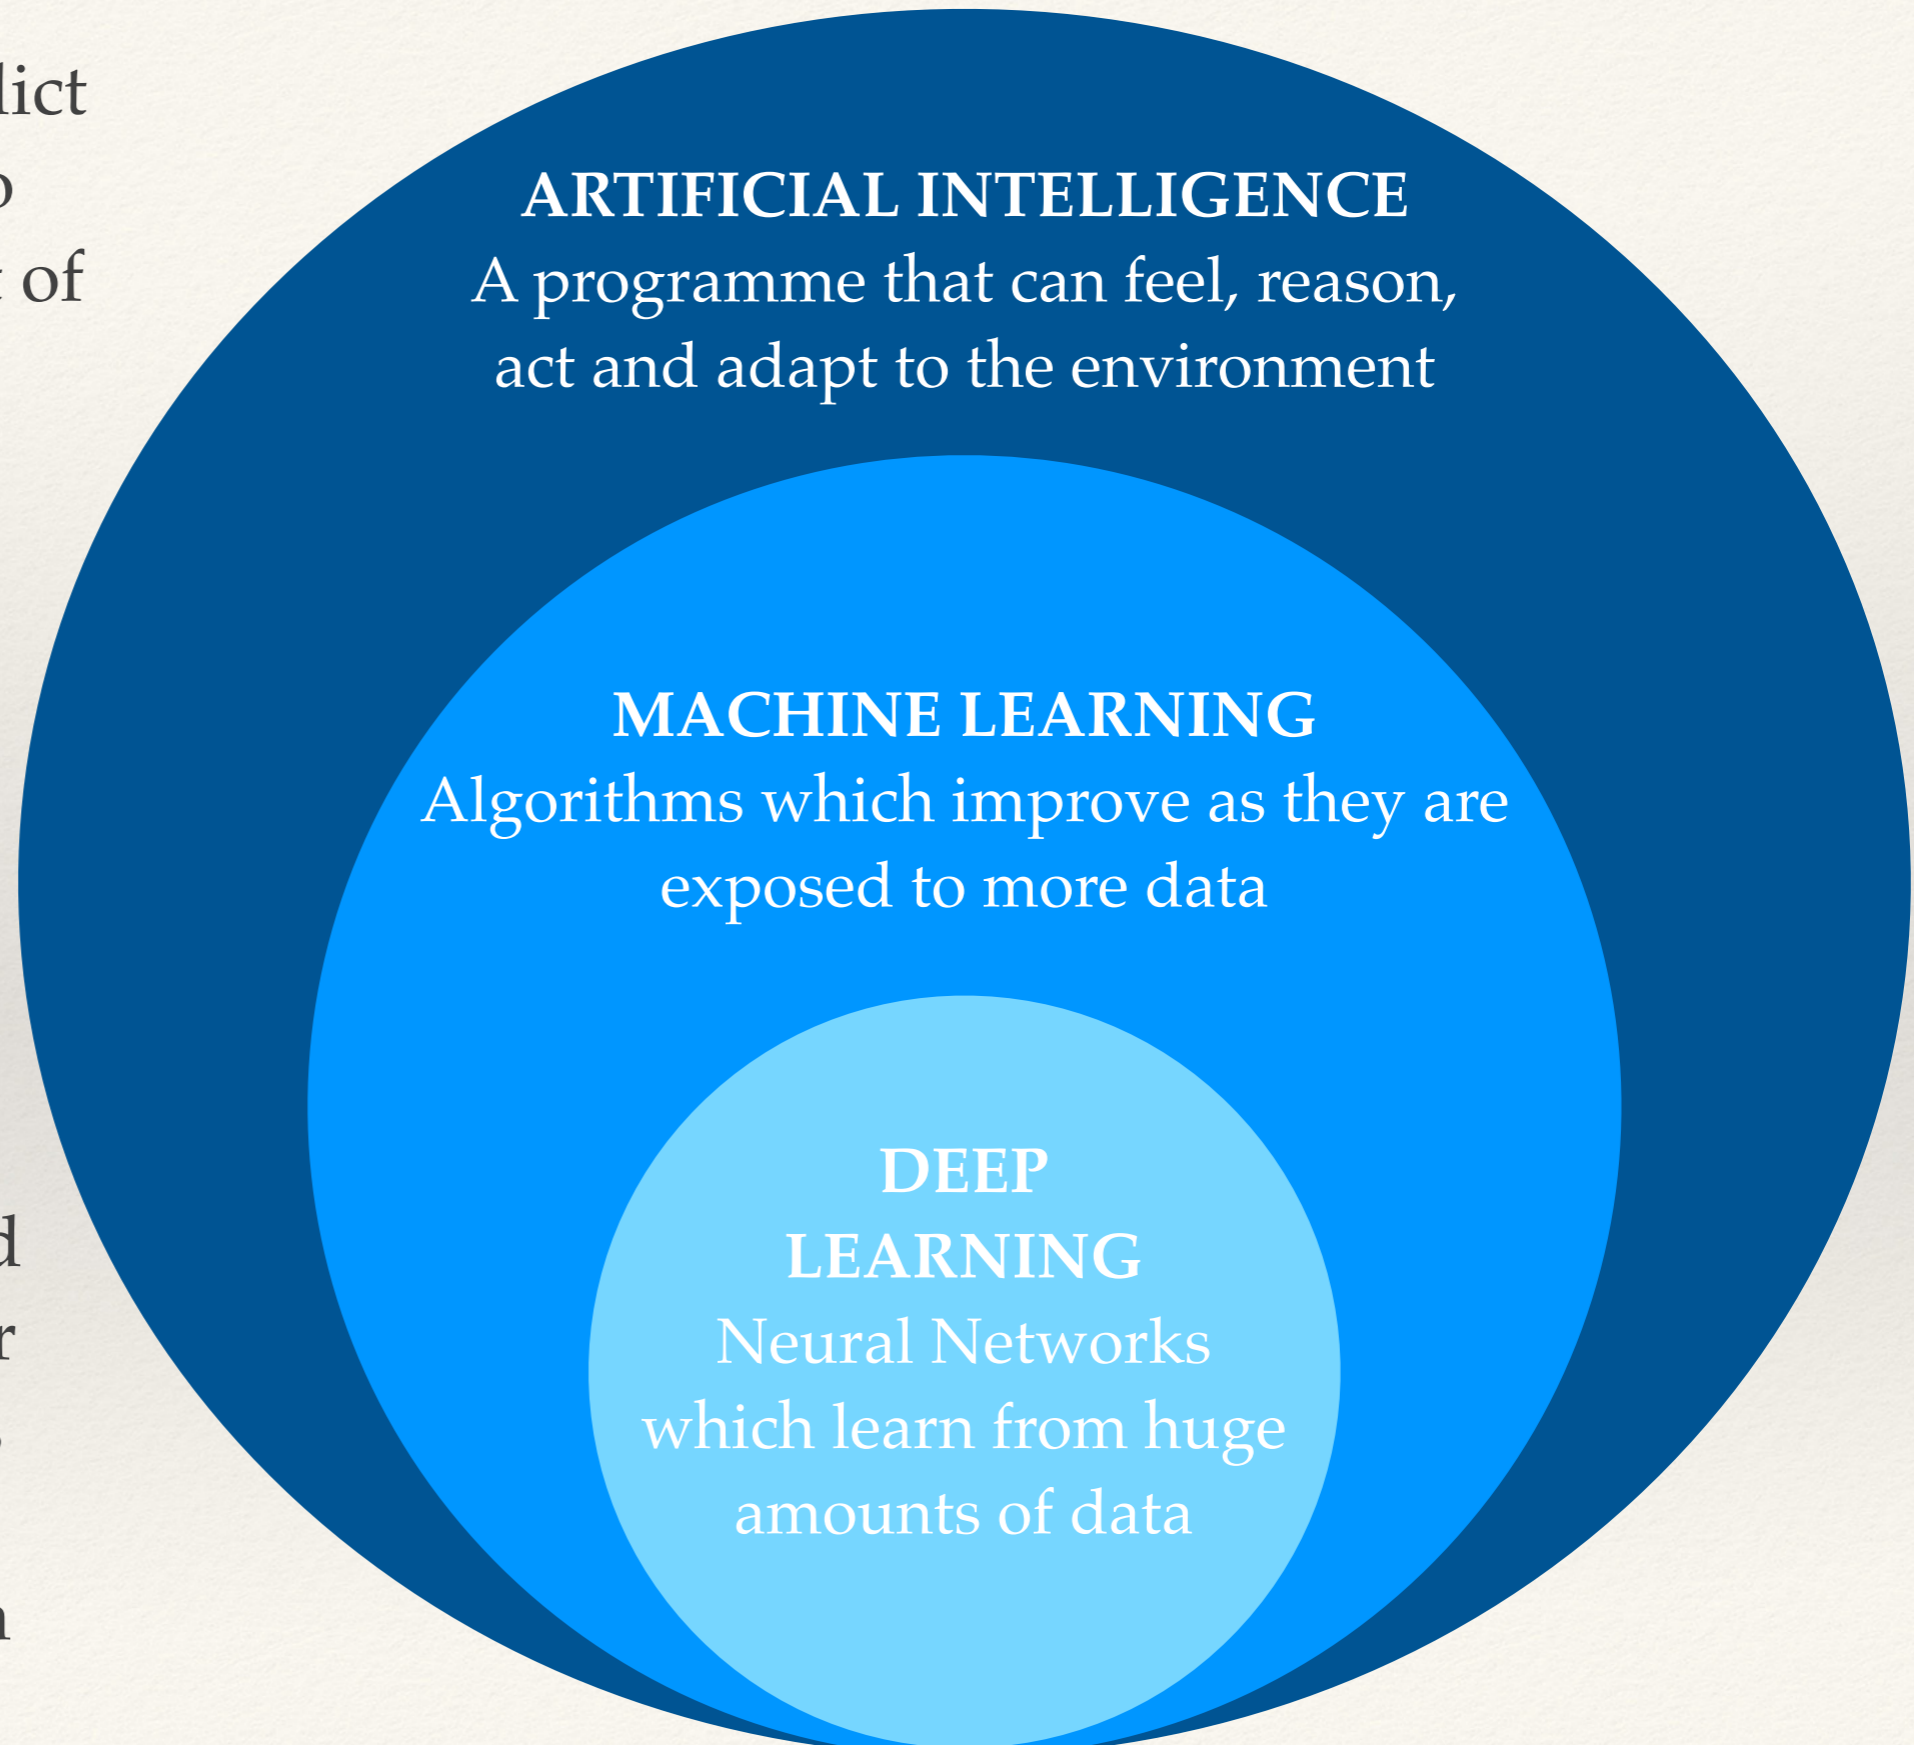 of
ARTIFICIAL INTELLIGENCE
A programme that can feel, reason,
act and adapt to the environment
MACHINE LEARNING
Algorithms which improve as they are
exposed to more data
DEEP
LEARNING
Neural Networks
which learn from huge
amounts of data